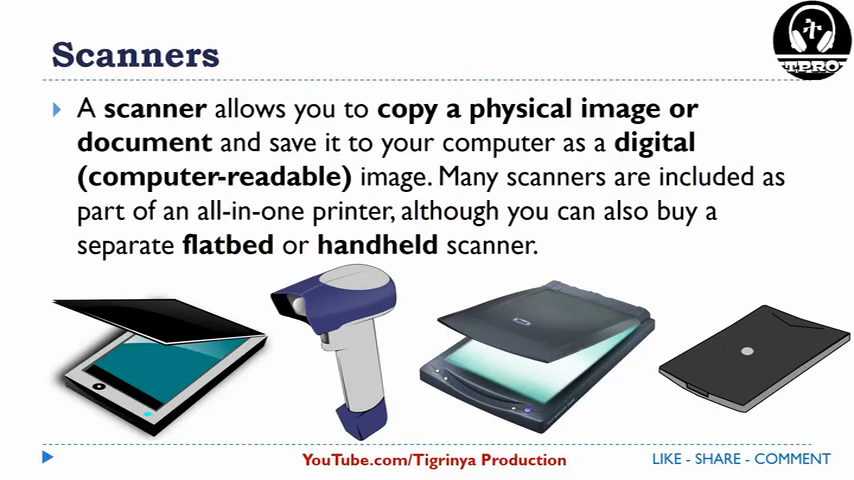 Scanners
A scanner allows you to copy a physical image or
document and save it to your computer as a digital
(computer-readable) image. Many scanners are included as
part of an all-in-one printer, although you can also buy a
separate flatbed or handheld scanner.
ት
TPRO
YouTube.com/Tigrinya Production
LIKE - SHARE - COMMENT